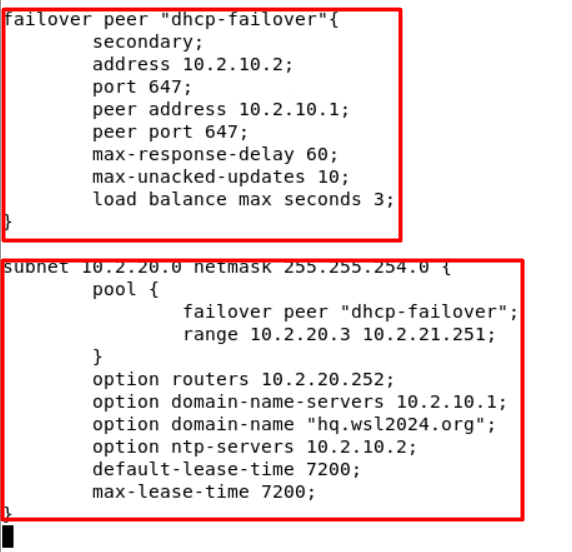 failover peer "dhcp-failover"{
        secondary;
        address 10.2.10.2;
        port 647;
        peer address 10.2.10.1;
        peer port 647;
        max-response-delay 60;
        max-unacked-updates 10;
        load balance max seconds 3;
}
subnet 10.2.20.0 netmask 255.255.254.0 {
        pool {
                failover peer "dhcp-failover";
                range 10.2.20.3 10.2.21.251;
        }
        option routers 10.2.20.252;
        option domain-name-servers 10.2.10.1;
        option domain-name "hq.wsl2024.org";
        option ntp-servers 10.2.10.2;
        default-lease-time 7200;
        max-lease-time 7200;
}